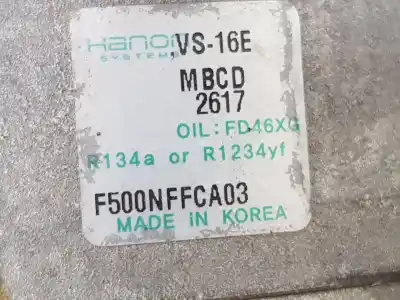 Hanon VS-16E
SYSTEMS
MBCD
2617
OIL: FD46XG
R134a or R1234yf
F500NFFCA03
MADE iN KOREA